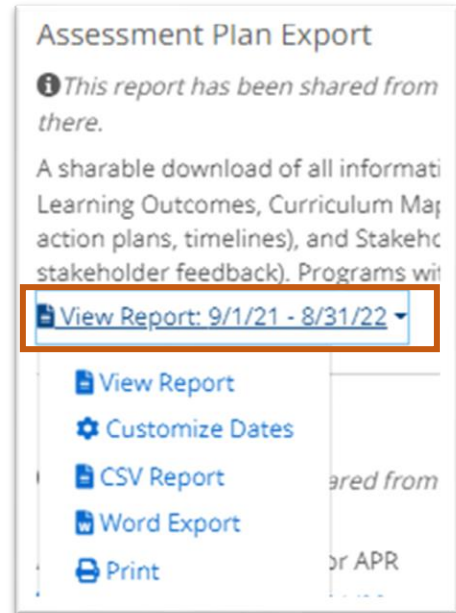 Assessment Plan Export
This report has been shared from
there.
A sharable download of all informati
Learning Outcomes, Curriculum Map
action plans, timelines), and Stakeho
stakeholder feedback). Programs wit
View Report: 9/1/21 - 8/31/22
View Report
Customize Dates
CSV Report
ared from
Word Export
Print
or APR